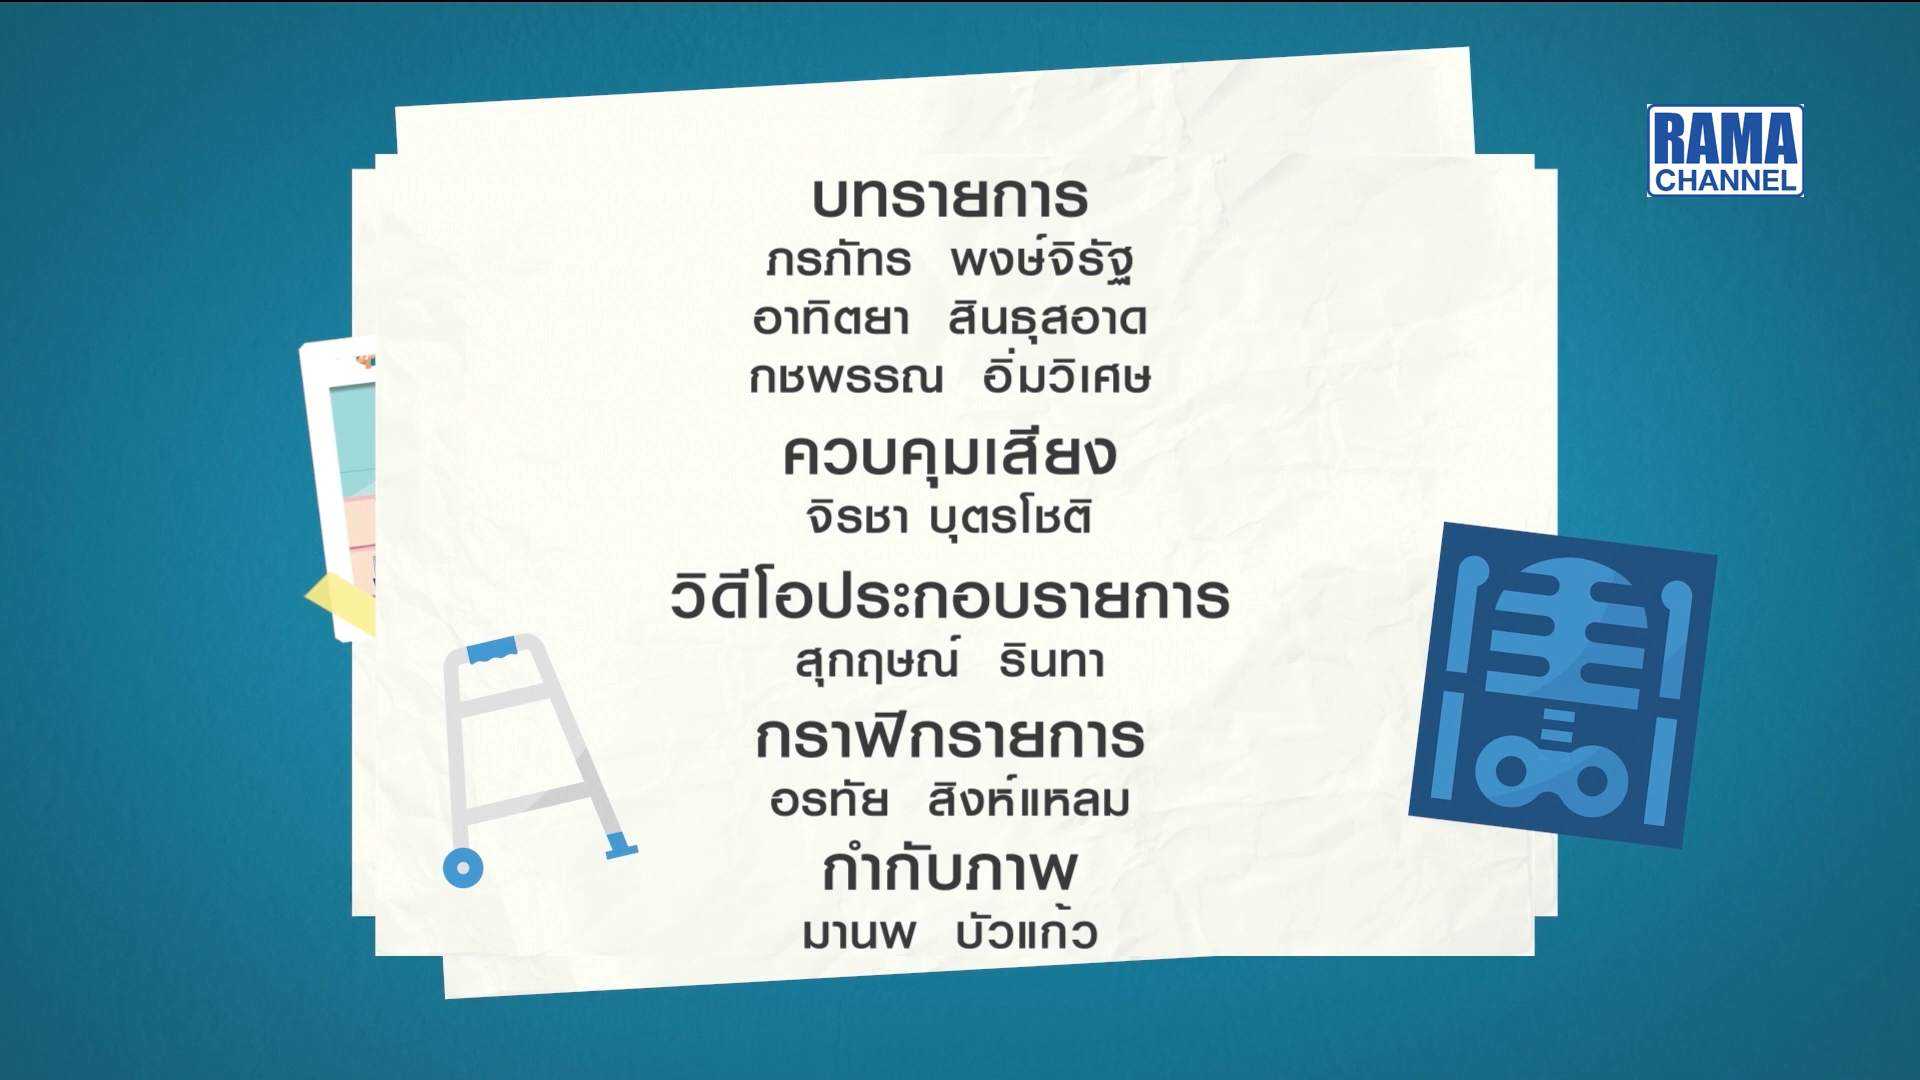 RAMA
CHANNEL
บทรายการ
ภรภัทร พงษ์จิรัฐ
อาทิตยา สินธุสอาด
กชพรรณ อิ่มวิเศษ
ควบคุมเสียง
จิรชา บุตรโชติ
วิดีโอประกอบรายการ
สุกฤษณ์ รินทา
กราฟิกรายการ
อรทัย สิงห์แหลม
กำกับภาพ
มานพ บัวแก้ว